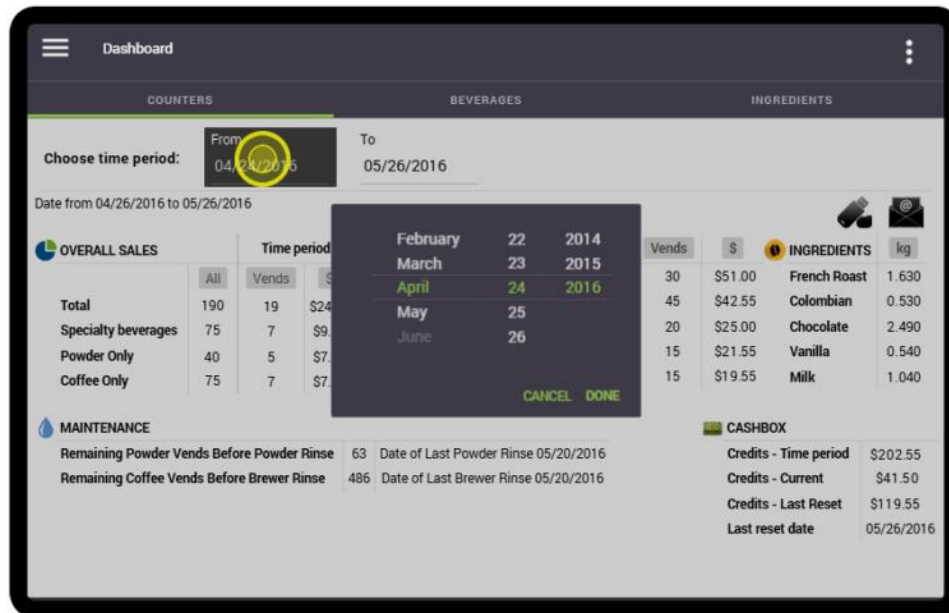 Dashboard
COUNTERS BEVERAGES INGREDIENTS
Choose time period:
From
04/24/2016
To
05/26/2016
Date from 04/26/2016 to 05/26/2016
OVERALL SALES Time period
All Vends $
Total 190 19 $24
Specialty beverages 75 7 $9.
Powder Only 40 5 $7.
Coffee Only 75 7 $7.
February 22 2014
March 23 2015
April 24 2016
May 25
June 26
CANCEL DONE
Vends $
30 $51.00
45 $42.55
20 $25.00
15 $21.55
15 $19.55
INGREDIENTS kg
French Roast 1.630
Colombian 0.530
Chocolate 2.490
Vanilla 0.540
Milk 1.040
MAINTENANCE
Remaining Powder Vends Before Powder Rinse 63 Date of Last Powder Rinse 05/20/2016
Remaining Coffee Vends Before Brewer Rinse 486 Date of Last Brewer Rinse 05/20/2016
CASHBOX
Credits - Time period $202.55
Credits - Current $41.50
Credits - Last Reset $119.55
Last reset date 05/26/2016